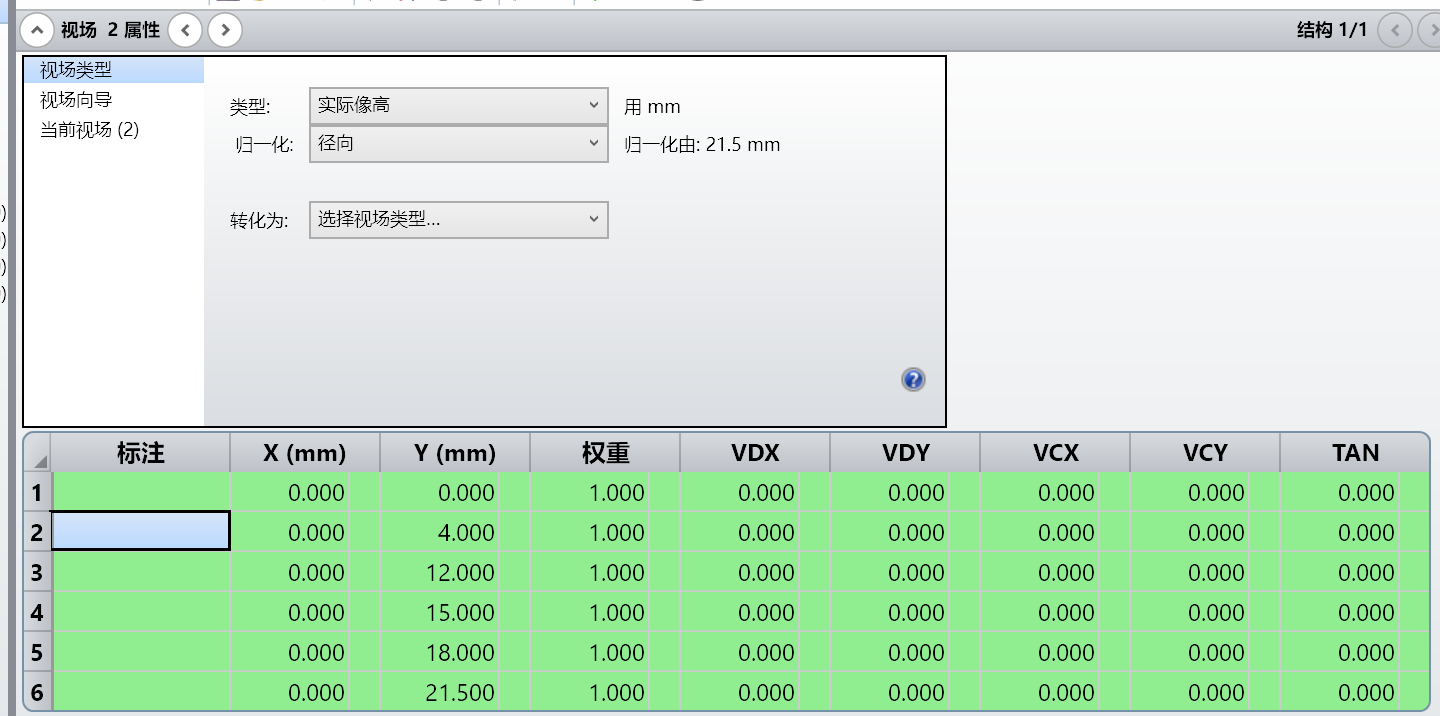 视场 2 属性
结构 1/1
视场类型
视场向导
当前视场 (2)
类型: 实际像高 用 mm
归一化: 径向 归一化由: 21.5 mm
转化为: 选择视场类型...
标注 X (mm) Y (mm) 权重 VDX VDY VCX VCY TAN
1 0.000 0.000 1.000 0.000 0.000 0.000 0.000 0.000
2 0.000 4.000 1.000 0.000 0.000 0.000 0.000 0.000
3 0.000 12.000 1.000 0.000 0.000 0.000 0.000 0.000
4 0.000 15.000 1.000 0.000 0.000 0.000 0.000 0.000
5 0.000 18.000 1.000 0.000 0.000 0.000 0.000 0.000
6 0.000 21.500 1.000 0.000 0.000 0.000 0.000 0.000